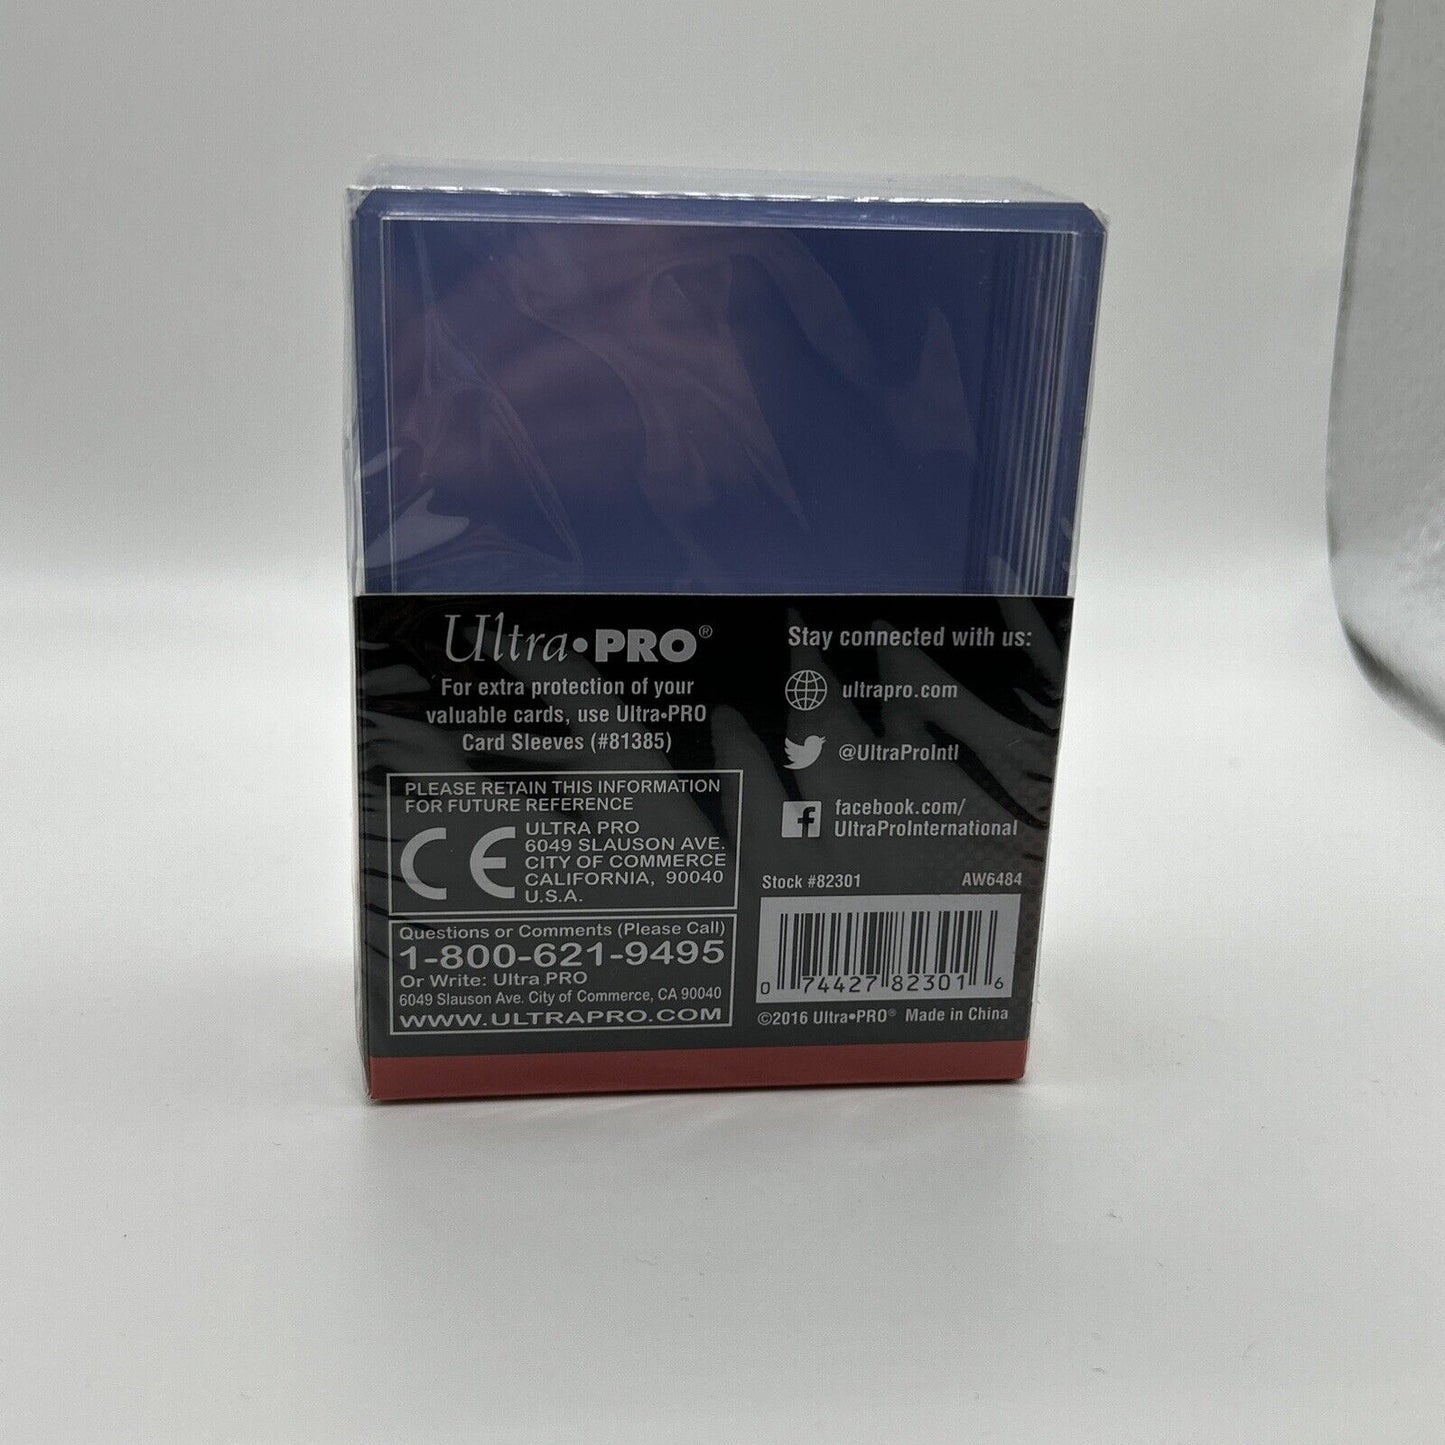 Ultra•PRO®
For extra protection of your
valuable cards, use Ultra•PRO
Card Sleeves (#81385)
PLEASE RETAIN THIS INFORMATION
FOR FUTURE REFERENCE
CE
ULTRA PRO
6049 SLAUSON AVE.
CITY OF COMMERCE
CALIFORNIA, 90040
U.S.A.
Questions or Comments (Please Call)
1-800-621-9495
Or Write: Ultra PRO
6049 Slauson Ave. City of Commerce, CA 90040
WWW.ULTRAPRO.COM
Stay connected with us:
ultrapro.com
@UltraProIntl
facebook.com/
UltraProInternational
Stock #82301 AW6484
0 74427 82301 6
©2016 Ultra•PRO® Made in China